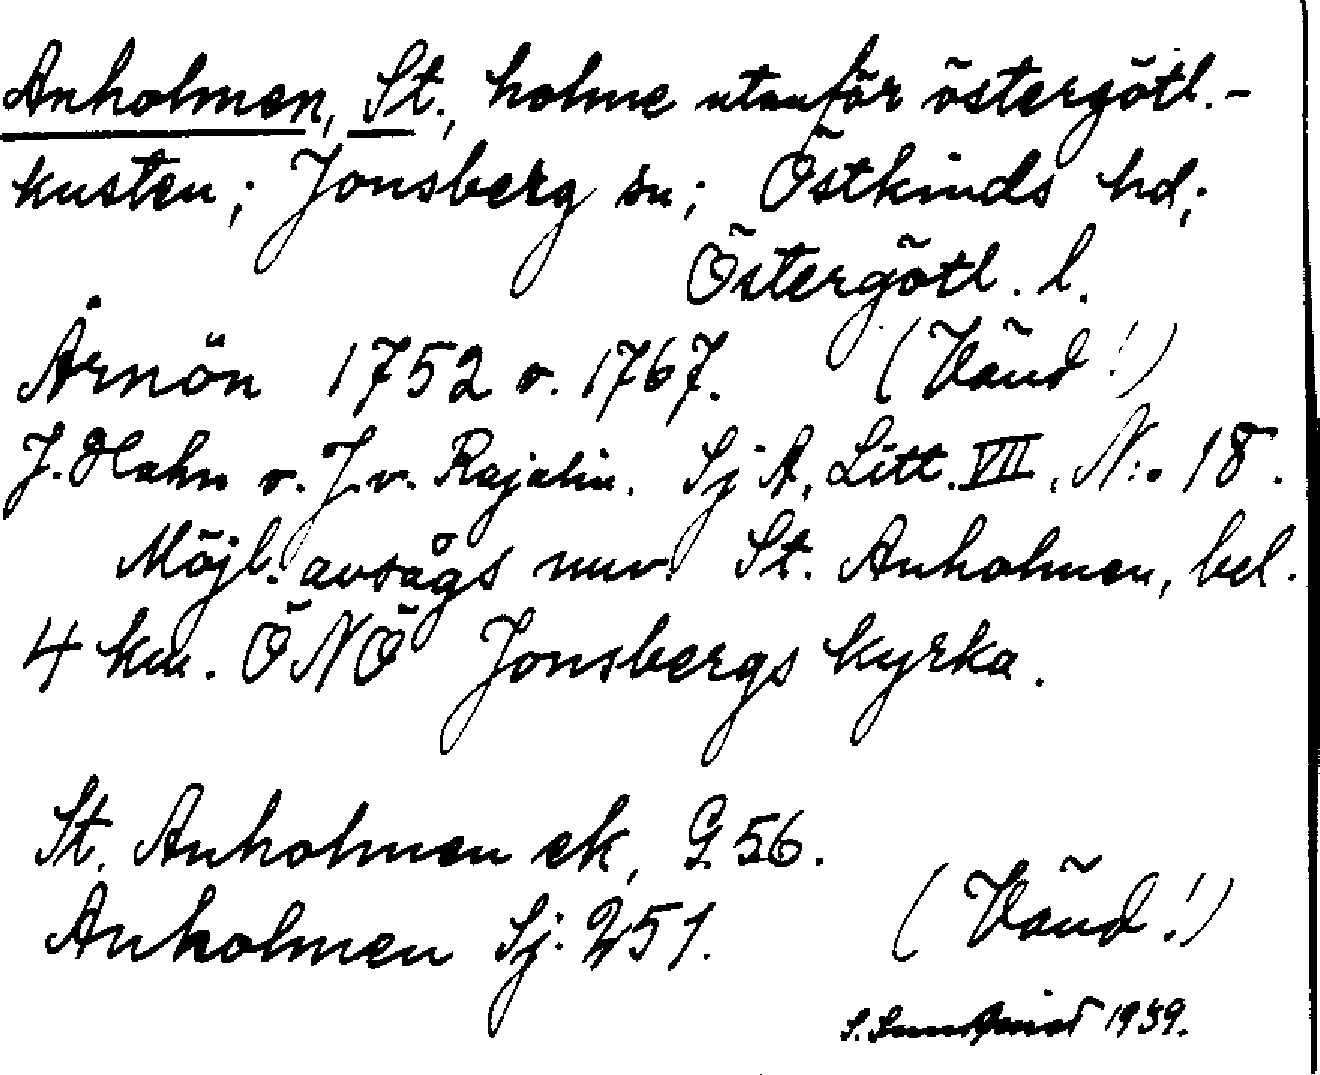 Anholmen, St., holme utanför östergötl.-
kusten; Jonsberg sn; Östkinds hd;
Östergötl. l.
Årnön 1752 o. 1767. (Vänd!)
J. Hahn o. J. v. Rajalin. Sj A, Litt. VII, N:o 18.
Möjl. avsågs nuv. St. Anholmen, bel.
4 km. ÖNÖ Jonsbergs kyrka.
St. Anholmen ek, G. 56.
Anholmen Sj: 251. (Vänd!)
S. 1939.